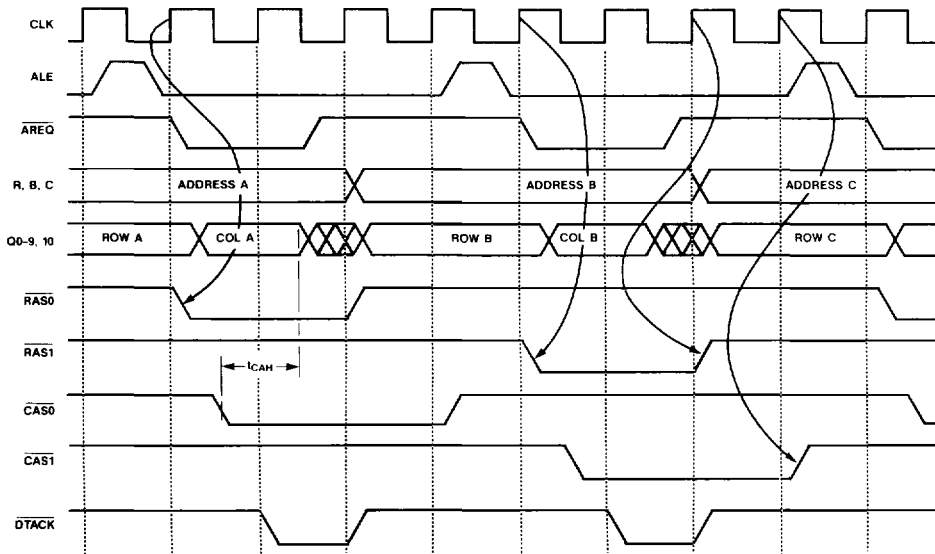 CLK
ALE
AREQ
R, B, C
ADDRESS A
ADDRESS B
ADDRESS C
Q0–9, 10
ROW A
COL A
ROW B
COL B
ROW C
RAS0
RAS1
tCAH
CAS0
CAS1
DTACK